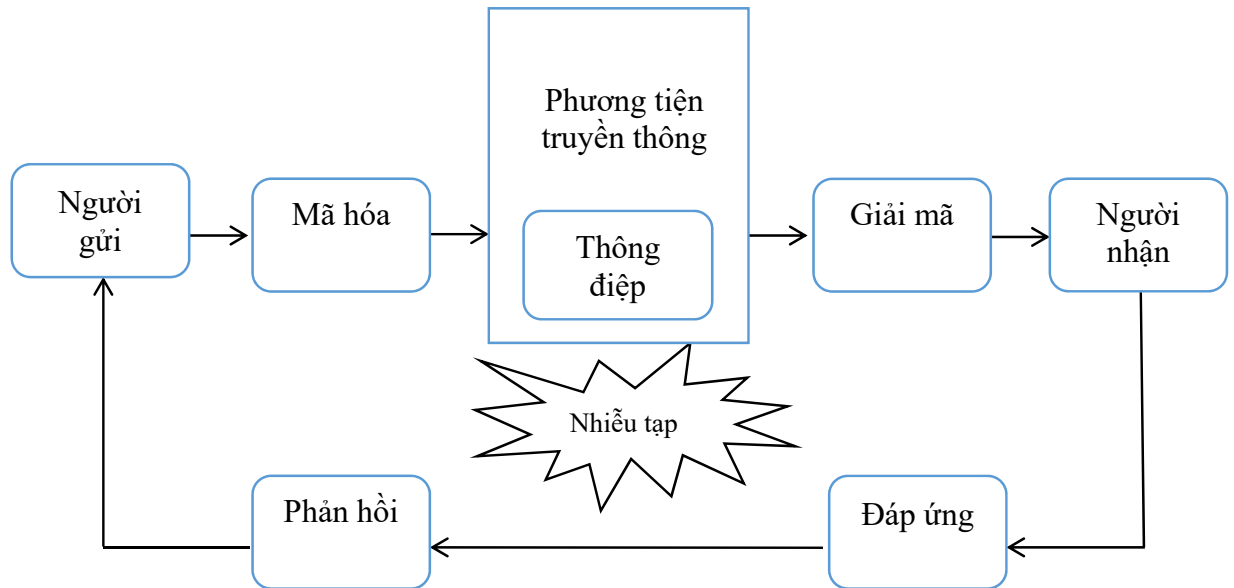 Phương tiện
truyền thông
Người
gửi
Mã hóa
Thông
điệp
Giải mã
Người
nhận
Nhiễu tạp
Phản hồi
Đáp ứng